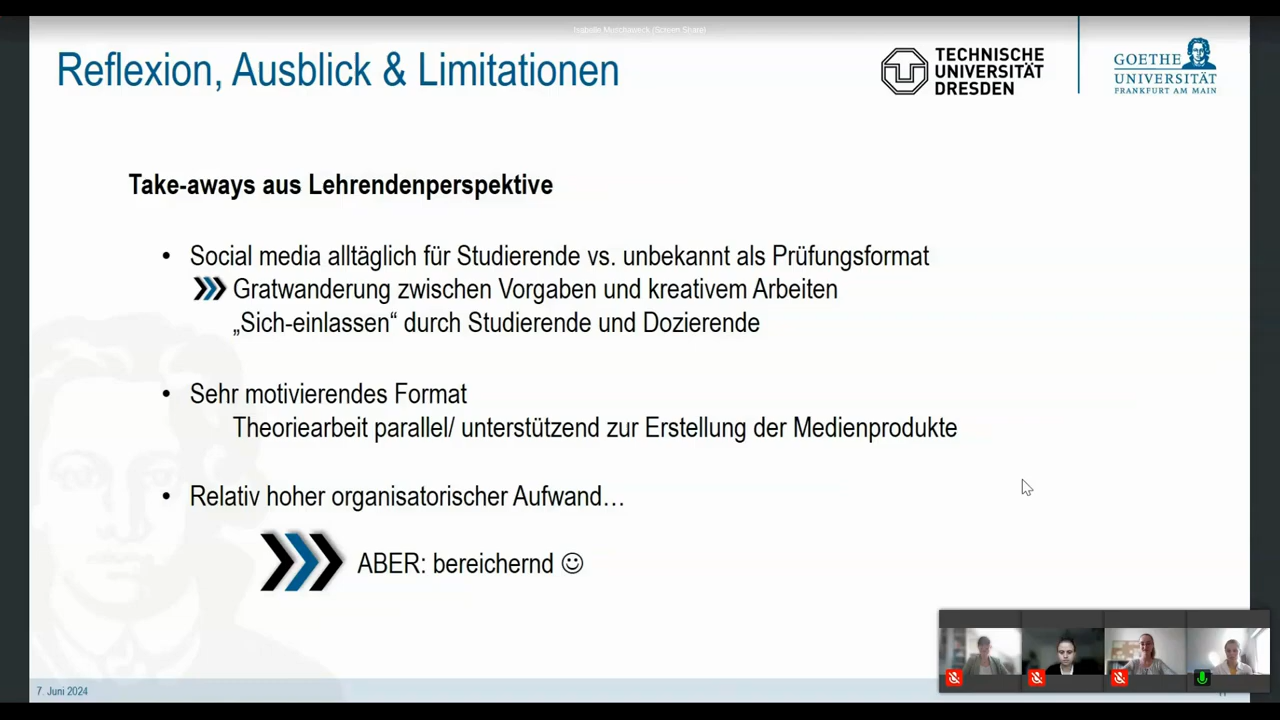 Reflexion, Ausblick & Limitationen
TECHNISCHE
UNIVERSITÄT
DRESDEN
GOETHE
UNIVERSITÄT
FRANKFURT AM MAIN
Take-aways aus Lehrendenperspektive
• Social media alltäglich für Studierende vs. unbekannt als Prüfungsformat
Gratwanderung zwischen Vorgaben und kreativem Arbeiten
„Sich-einlassen“ durch Studierende und Dozierende
• Sehr motivierendes Format
Theoriearbeit parallel/ unterstützend zur Erstellung der Medienprodukte
• Relativ hoher organisatorischer Aufwand…
ABER: bereichernd ☺
7. Juni 2024